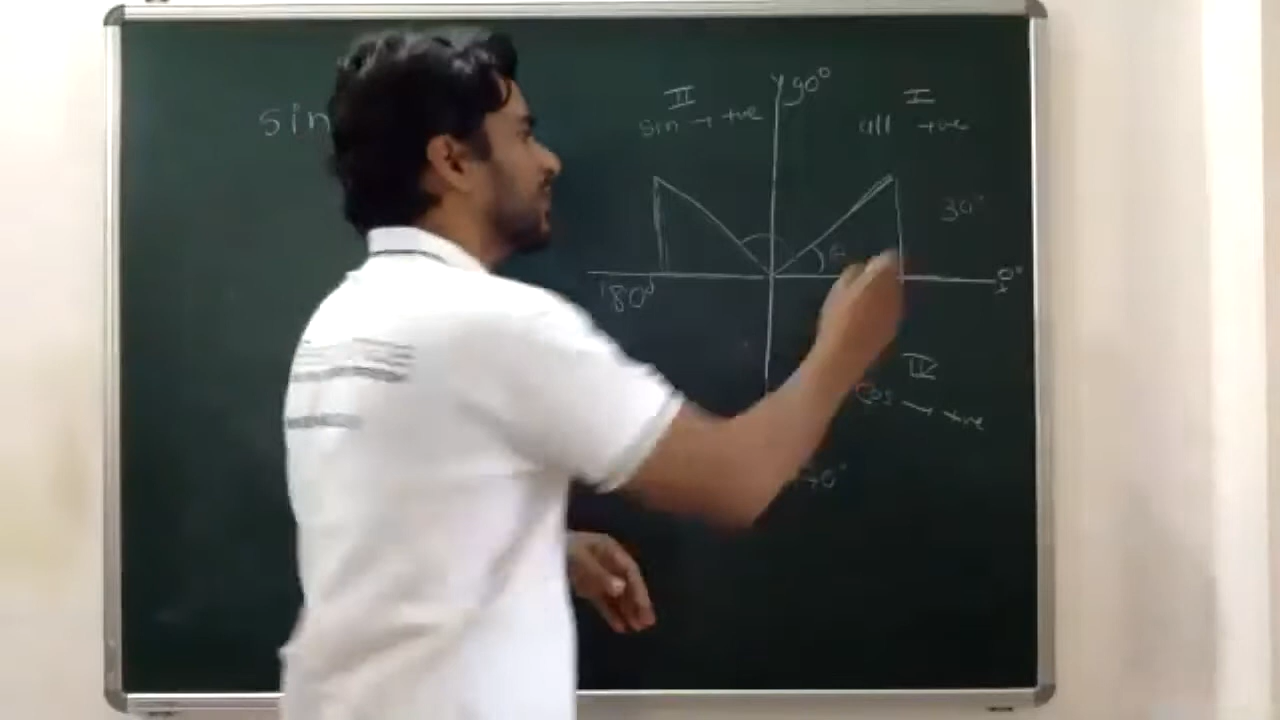 sin
y 90°
II
sin → +ve
I
all +ve
30°
θ
180°
0°
x
IV
cos → +ve